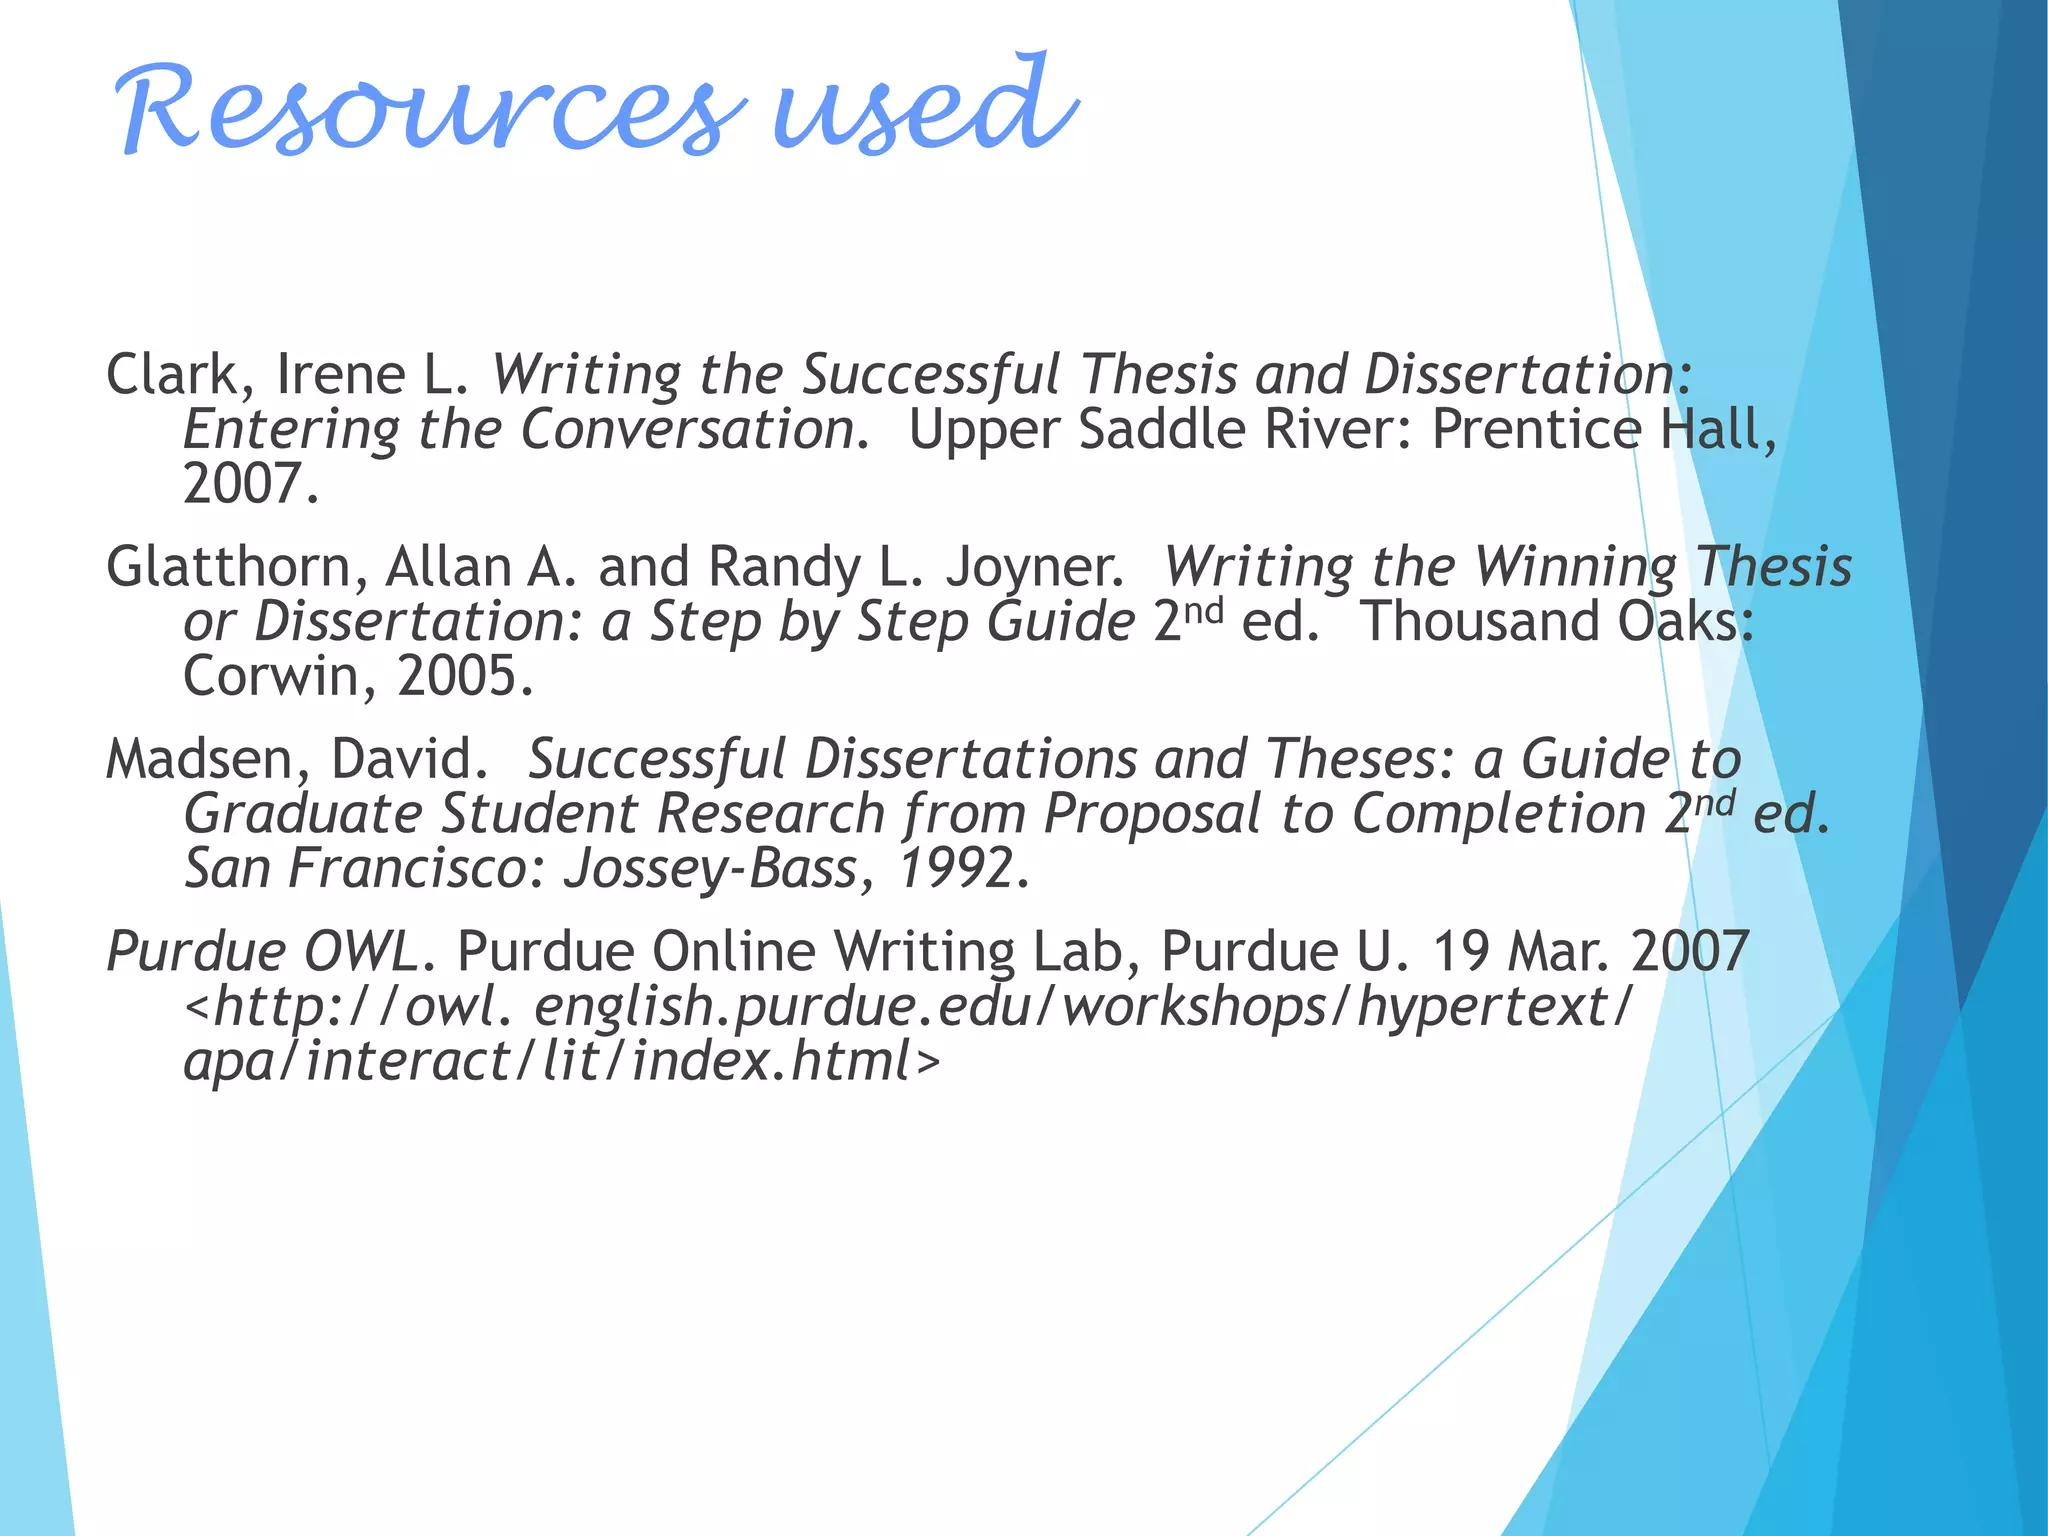 Resources used
Clark, Irene L. Writing the Successful Thesis and Dissertation:
Entering the Conversation.  Upper Saddle River: Prentice Hall,
2007.
Glatthorn, Allan A. and Randy L. Joyner.  Writing the Winning Thesis
or Dissertation: a Step by Step Guide 2nd ed.  Thousand Oaks:
Corwin, 2005.
Madsen, David.  Successful Dissertations and Theses: a Guide to
Graduate Student Research from Proposal to Completion 2nd ed.
San Francisco: Jossey-Bass, 1992.
Purdue OWL. Purdue Online Writing Lab, Purdue U. 19 Mar. 2007
<http://owl. english.purdue.edu/workshops/hypertext/
apa/interact/lit/index.html>